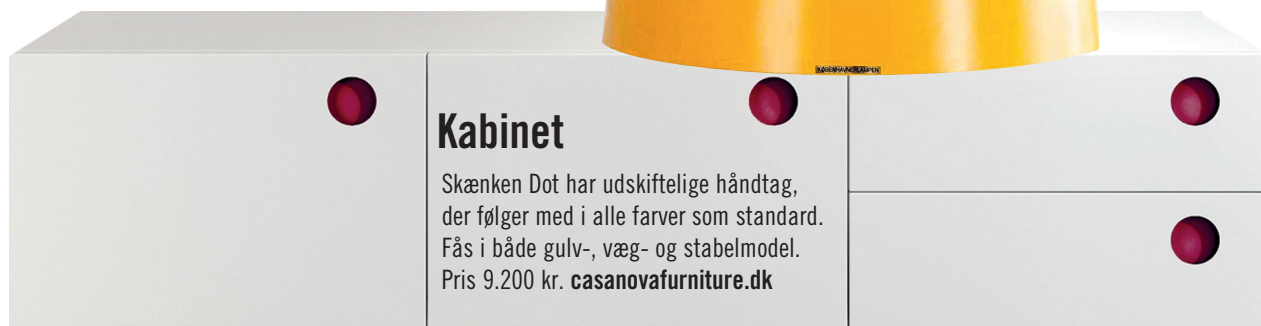 KØBENHAVNERLAMPEN
Kabinet
Skænken Dot har udskiftelige håndtag,
der følger med i alle farver som standard.
Fås i både gulv-, væg- og stabelmodel.
Pris 9.200 kr. casanovafurniture.dk